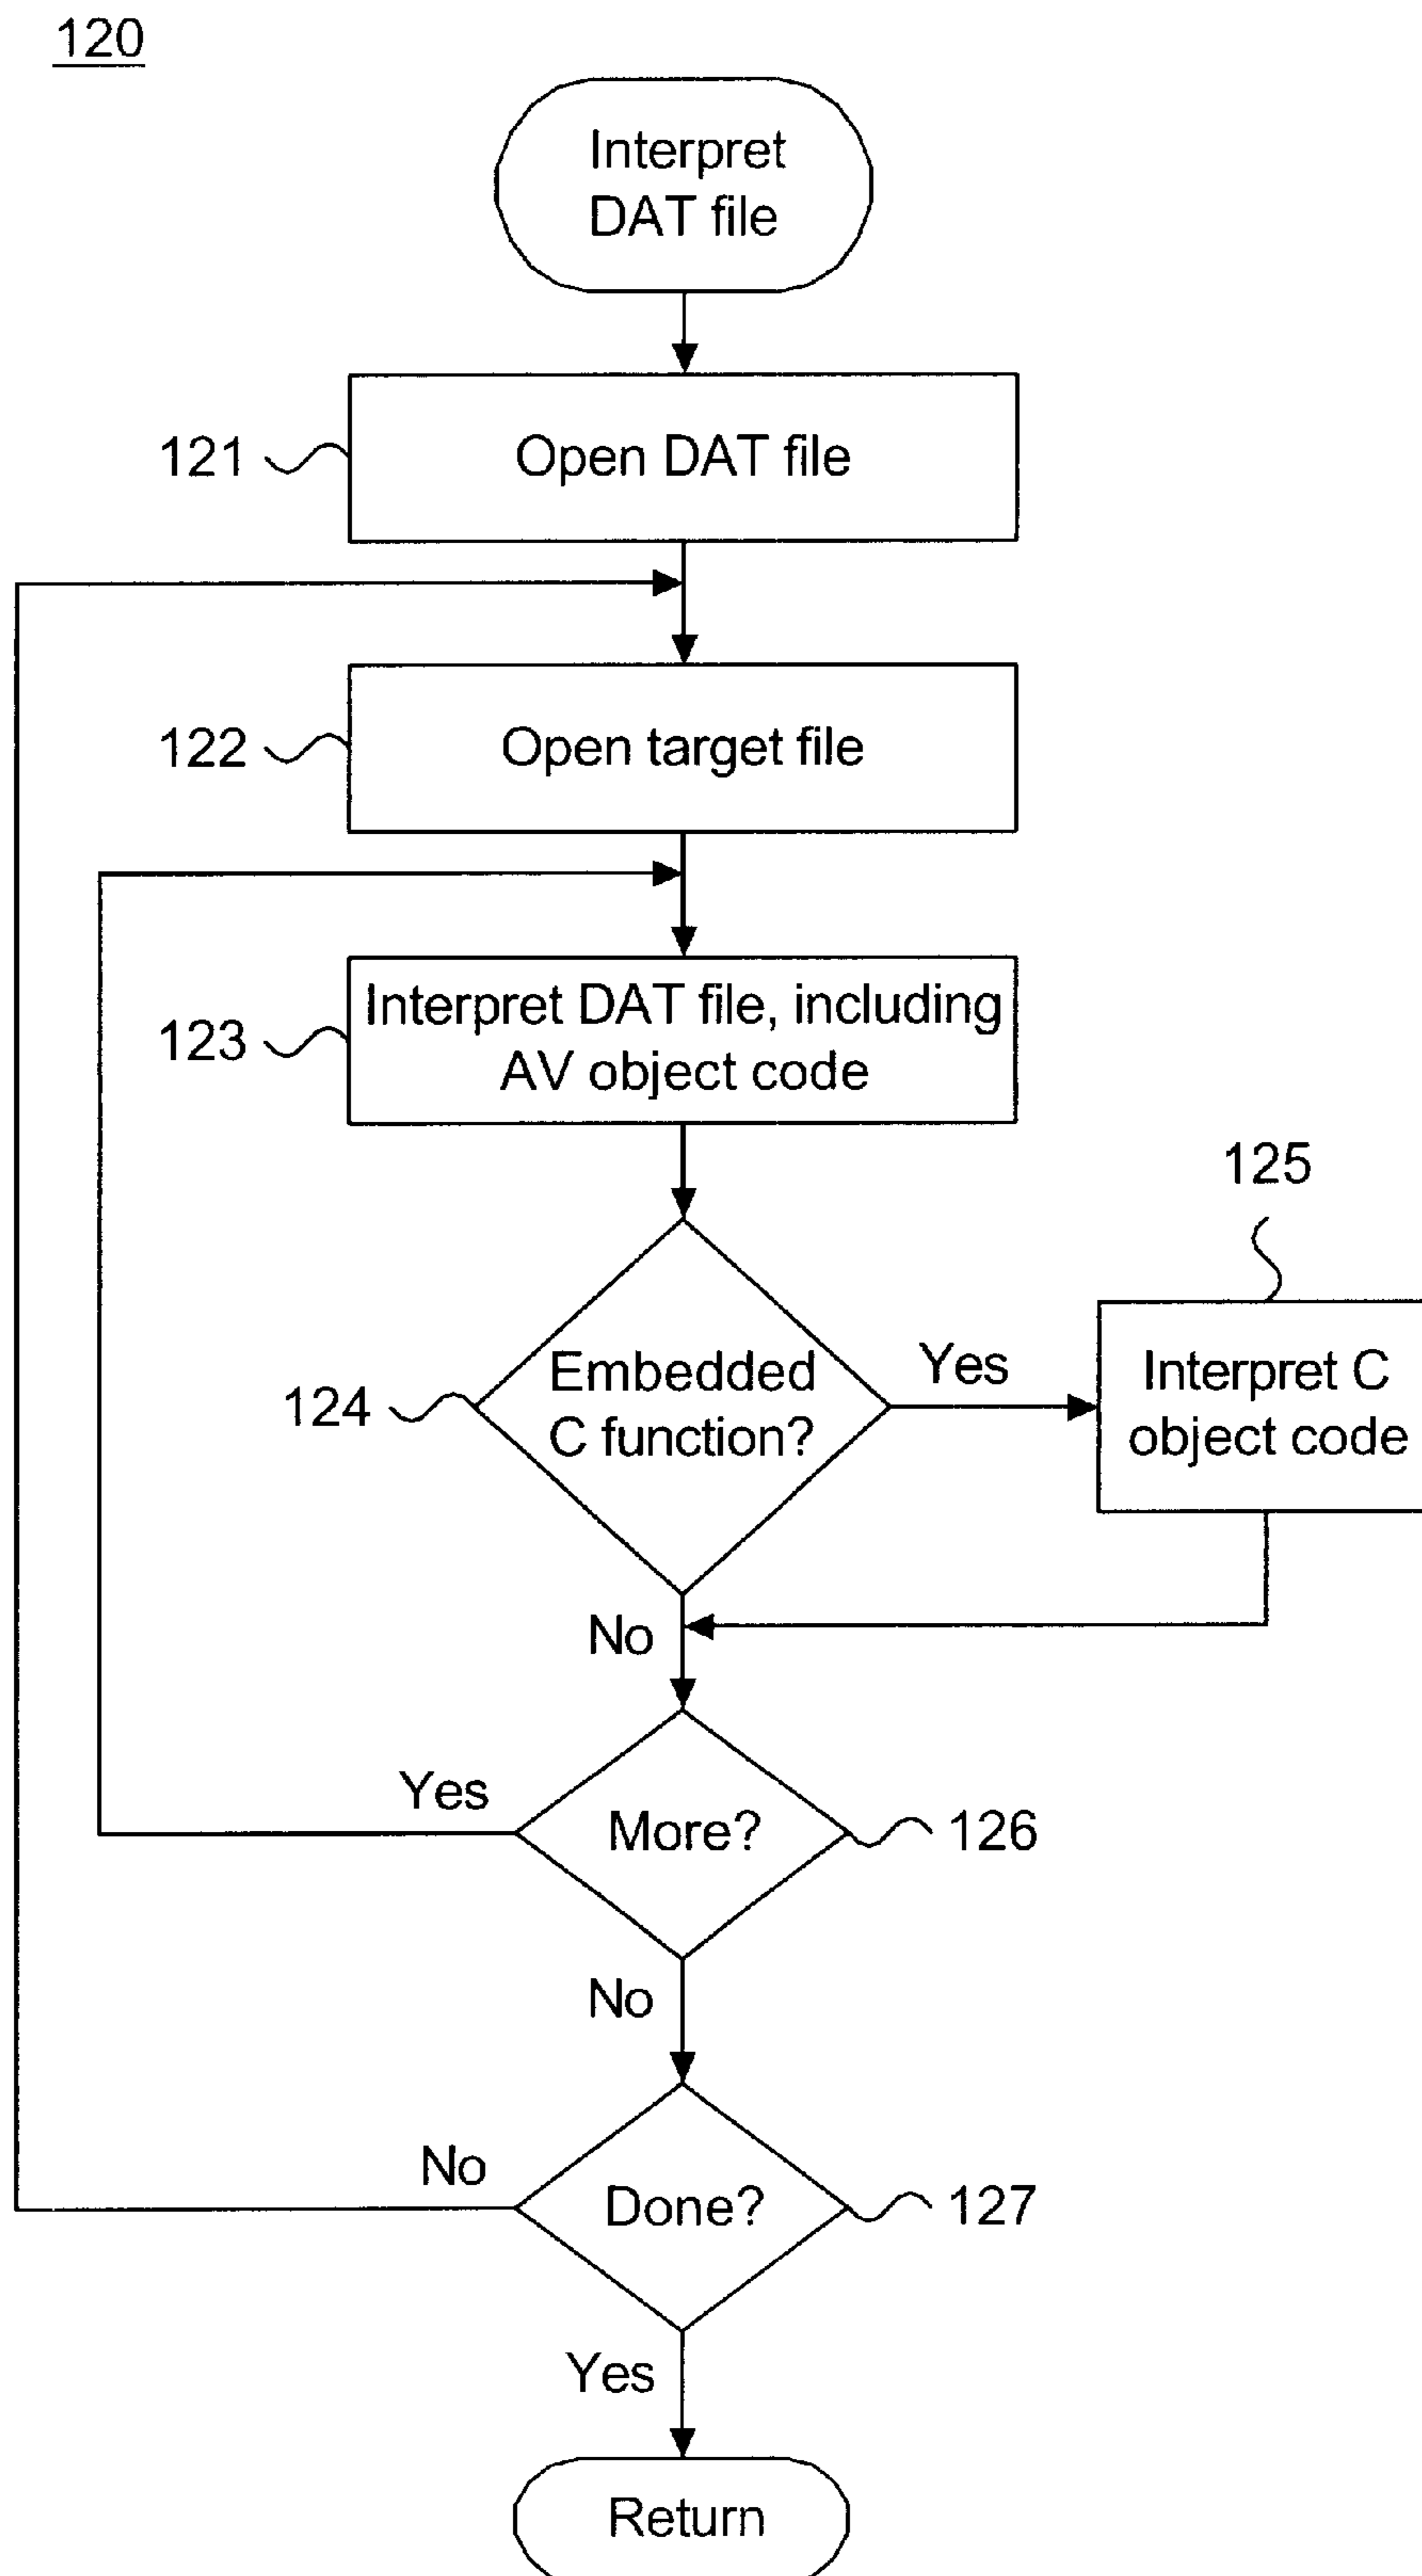 120
Interpret
DAT file
121
Open DAT file
122
Open target file
123
Interpret DAT file, including
AV object code
125
124
Embedded
C function?
Yes
Interpret C
object code
No
Yes
More?
126
No
No
Done?
127
Yes
Return